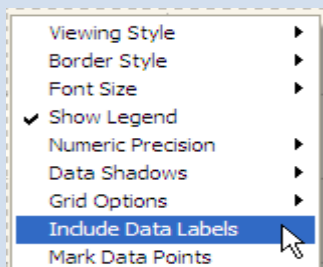 Viewing Style
Border Style
Font Size
Show Legend
Numeric Precision
Data Shadows
Grid Options
Include Data Labels
Mark Data Points